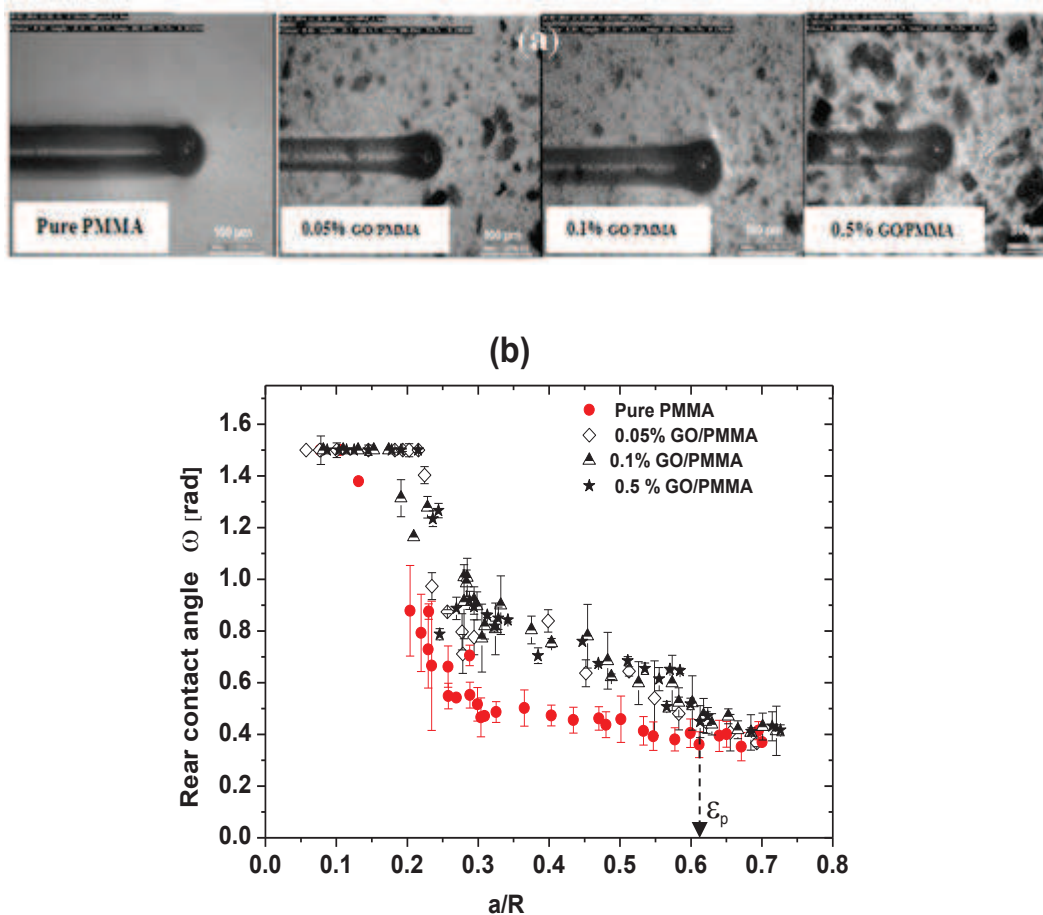 (a)
Pure PMMA
100 µm
0.05% GO/PMMA
0.1% GO/PMMA
0.5% GO/PMMA
(b)
Pure PMMA
0.05% GO/PMMA
0.1% GO/PMMA
0.5 % GO/PMMA
Rear contact angle ω [rad]
1.6
1.4
1.2
1.0
0.8
0.6
0.4
0.2
0.0
εp
0.0 0.1 0.2 0.3 0.4 0.5 0.6 0.7 0.8
a/R